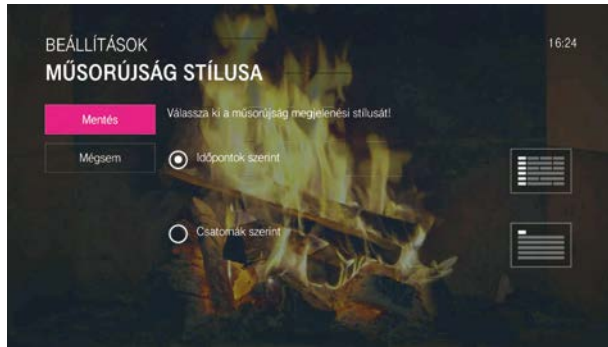 BEÁLLÍTÁSOK
16:24
MŰSORÚJSÁG STÍLUSA
Mentés
Válassza ki a műsorújság megjelenési stílusát!
Mégsem
Időpontok szerint
Csatornák szerint